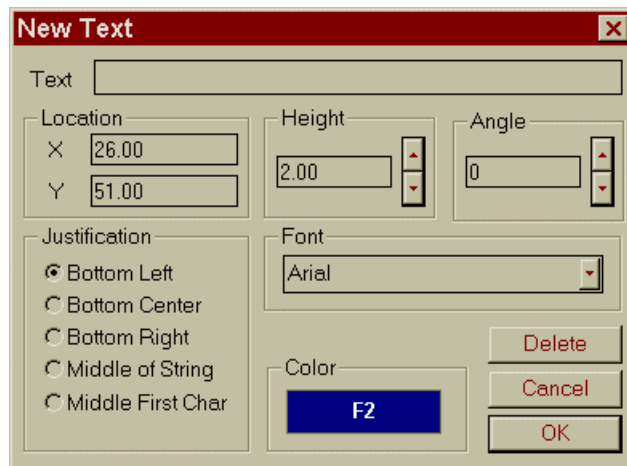 New Text
Text
Location
X 26.00
Y 51.00
Height
2.00
Angle
0
Justification
Bottom Left
Bottom Center
Bottom Right
Middle of String
Middle First Char
Font
Arial
Color
F2
Delete
Cancel
OK